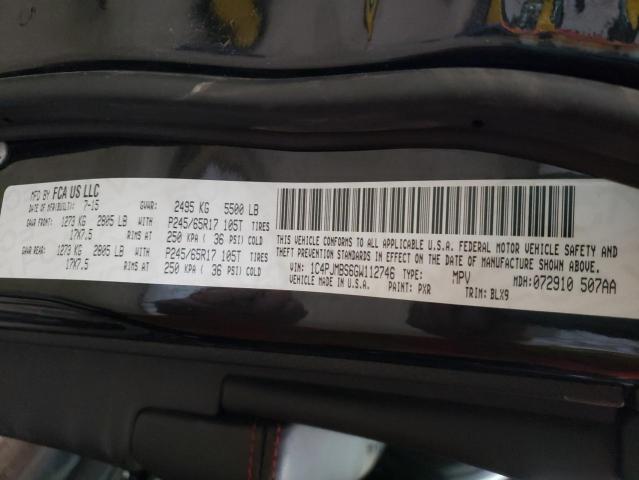 MFD BY FCA US LLC
DATE OF MFR(BUILT): 7-15 GVWR: 2495 KG 5500 LB
GAWR FRONT: 1273 KG 2805 LB WITH P245/65R17 105T TIRES
17X7.5 RIMS AT 250 KPA ( 36 PSI) COLD
GAWR REAR: 1273 KG 2805 LB WITH P245/65R17 105T TIRES
17X7.5 RIMS AT 250 KPA ( 36 PSI) COLD
THIS VEHICLE CONFORMS TO ALL APPLICABLE U.S.A. FEDERAL MOTOR VEHICLE SAFETY AND
THEFT PREVENTION STANDARDS IN EFFECT ON THE DATE OF MANUFACTURE SHOWN ABOVE.
VIN: 1C4PJMBS6GW112746 TYPE: MPV MDH: 072910 507AA
VEHICLE MADE IN U.S.A. PAINT: PXR TRIM: BLX9